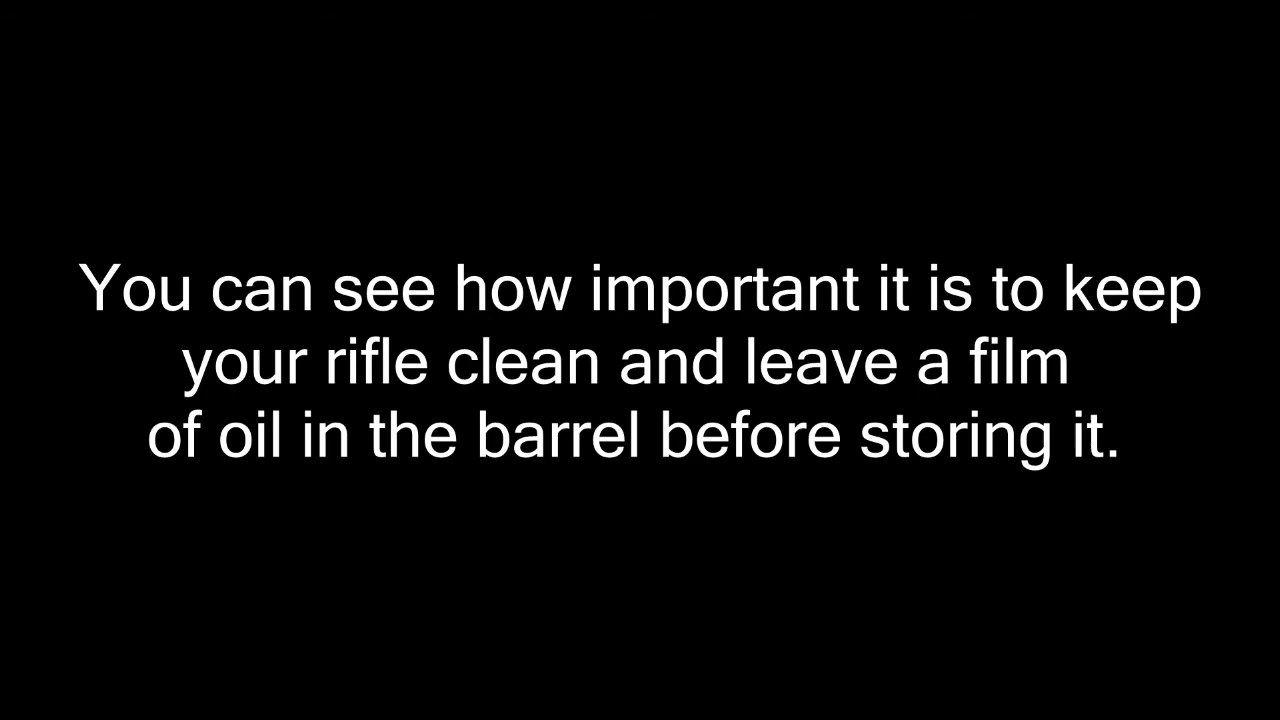 You can see how important it is to keep
your rifle clean and leave a film
of oil in the barrel before storing it.